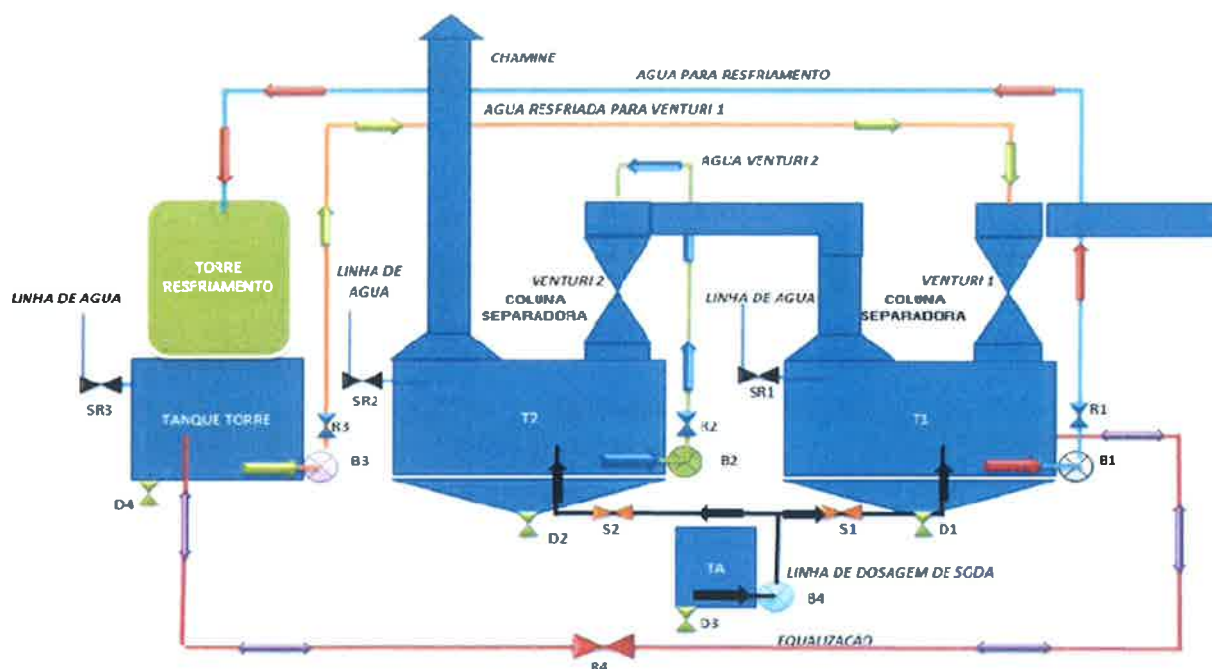 CHAMINE
AGUA PARA RESFRIAMENTO
AGUA RESFRIADA PARA VENTURI 1
AGUA VENTURI 2
TORRE
RESFRIAMENTO
LINHA DE AGUA
LINHA DE
AGUA
VENTURI 2
COLUNA
SEPARADORA
LINHA DE AGUA
VENTURI 1
COLUNA
SEPARADORA
SR3
SR2
SR1
TANQUE TORRE
R3
T2
R2
T1
R1
B3
B2
B1
D4
D2
S2
S1
D1
TA
LINHA DE DOSAGEM DE SODA
B4
D3
EQUALIZACAO
R4